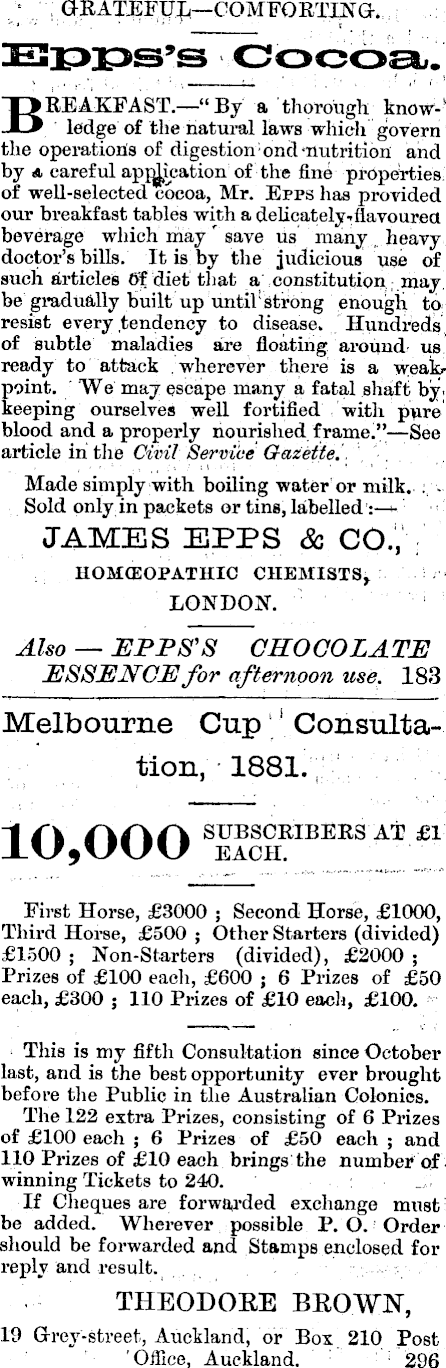 GRATEFUL—COMFORTING.
Epps's Cocoa.
BREAKFAST.—"By a thorough know-
ledge of the natural laws which govern
the operations of digestion ond nutrition and
by a careful application of the fine properties
of well-selected cocoa, Mr. EPPS has provided
our breakfast tables with a delicately-flavoured
beverage which may save us many heavy
doctor's bills. It is by the judicious use of
such articles of diet that a constitution may
be gradually built up until strong enough to
resist every tendency to disease. Hundreds
of subtle maladies are floating around us
ready to attack wherever there is a weak
point. We may escape many a fatal shaft by
keeping ourselves well fortified with pure
blood and a properly nourished frame."—See
article in the Civil Service Gazette.
Made simply with boiling water or milk.
Sold only in packets or tins, labelled:—
JAMES EPPS & CO.,
HOMŒOPATHIC CHEMISTS,
LONDON.
Also — EPPS'S CHOCOLATE
ESSENCE for afternoon use. 183
Melbourne Cup Consulta-
tion, 1881.
10,000 SUBSCRIBERS AT £1
EACH.
First Horse, £3000 ; Second Horse, £1000,
Third Horse, £500 ; Other Starters (divided)
£1500 ; Non-Starters (divided), £2000 ;
Prizes of £100 each, £600 ; 6 Prizes of £50
each, £300 ; 110 Prizes of £10 each, £100.
This is my fifth Consultation since October
last, and is the best opportunity ever brought
before the Public in the Australian Colonies.
The 122 extra Prizes, consisting of 6 Prizes
of £100 each ; 6 Prizes of £50 each ; and
110 Prizes of £10 each brings the number of
winning Tickets to 240.
If Cheques are forwarded exchange must
be added. Wherever possible P. O. Order
should be forwarded and Stamps enclosed for
reply and result.
THEODORE BROWN,
19 Grey-street, Auckland, or Box 210 Post
Office, Auckland. 296